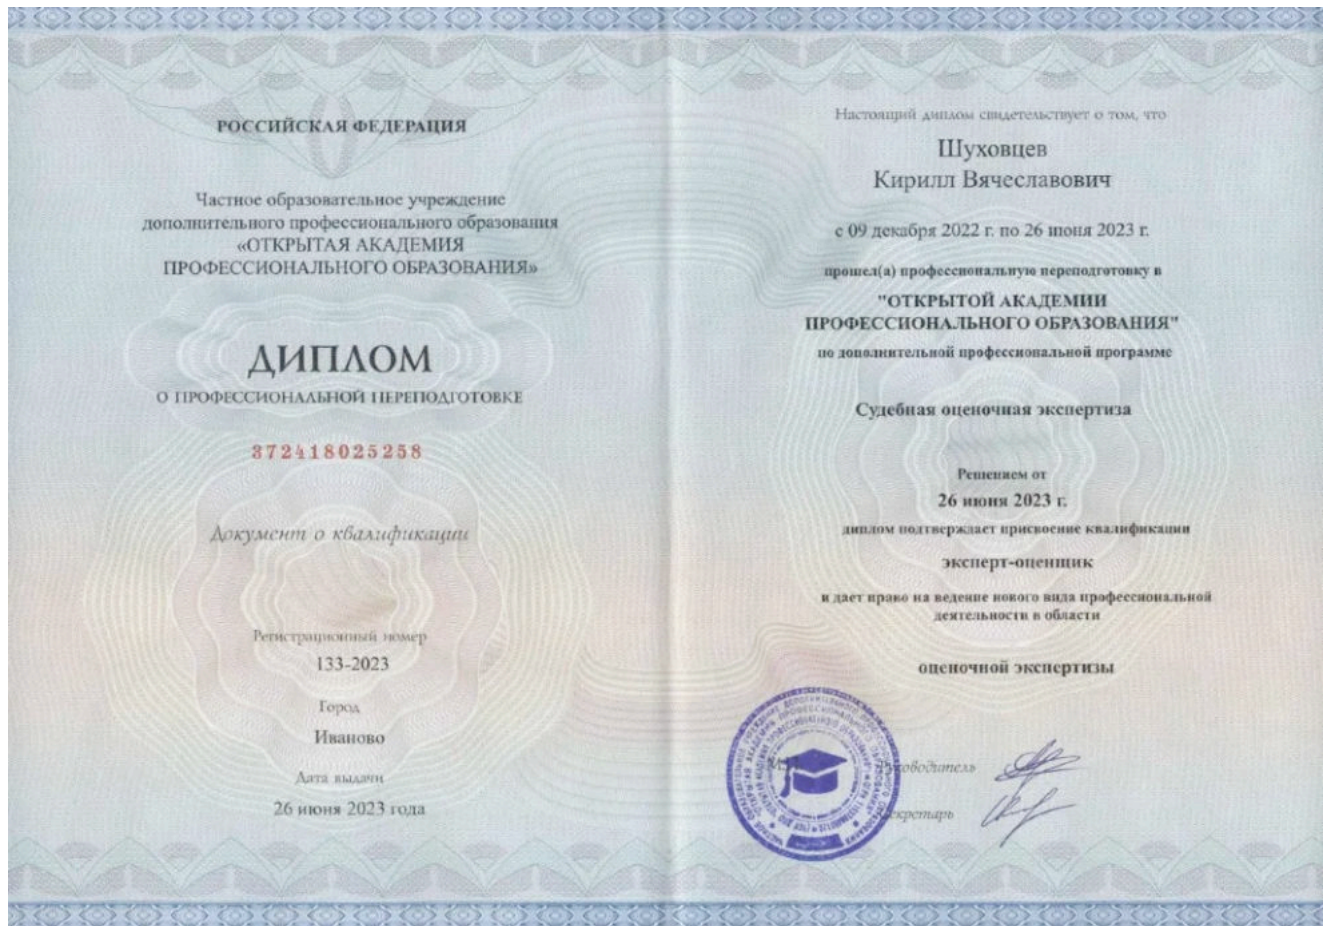 РОССИЙСКАЯ ФЕДЕРАЦИЯ
Частное образовательное учреждение
дополнительного профессионального образования
«ОТКРЫТАЯ АКАДЕМИЯ
ПРОФЕССИОНАЛЬНОГО ОБРАЗОВАНИЯ»
ДИПЛОМ
О ПРОФЕССИОНАЛЬНОЙ ПЕРЕПОДГОТОВКЕ
372418025258
Документ о квалификации
Регистрационный номер
133-2023
Город
Иваново
Дата выдачи
26 июня 2023 года
Настоящий диплом свидетельствует о том, что
Шуховцев
Кирилл Вячеславович
с 09 декабря 2022 г. по 26 июня 2023 г.
прошел(а) профессиональную переподготовку в
"ОТКРЫТОЙ АКАДЕМИИ
ПРОФЕССИОНАЛЬНОГО ОБРАЗОВАНИЯ"
по дополнительной профессиональной программе
Судебная оценочная экспертиза
Решением от
26 июня 2023 г.
диплом подтверждает присвоение квалификации
эксперт-оценщик
и дает право на ведение нового вида профессиональной
деятельности в области
оценочной экспертизы
Руководитель
Секретарь